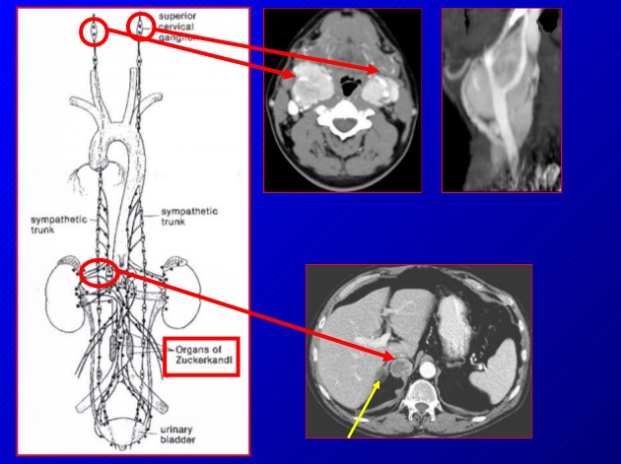 superior
cervical
ganglion
sympathetic
trunk
sympathetic
trunk
Organs of
Zuckerkandl
urinary
bladder